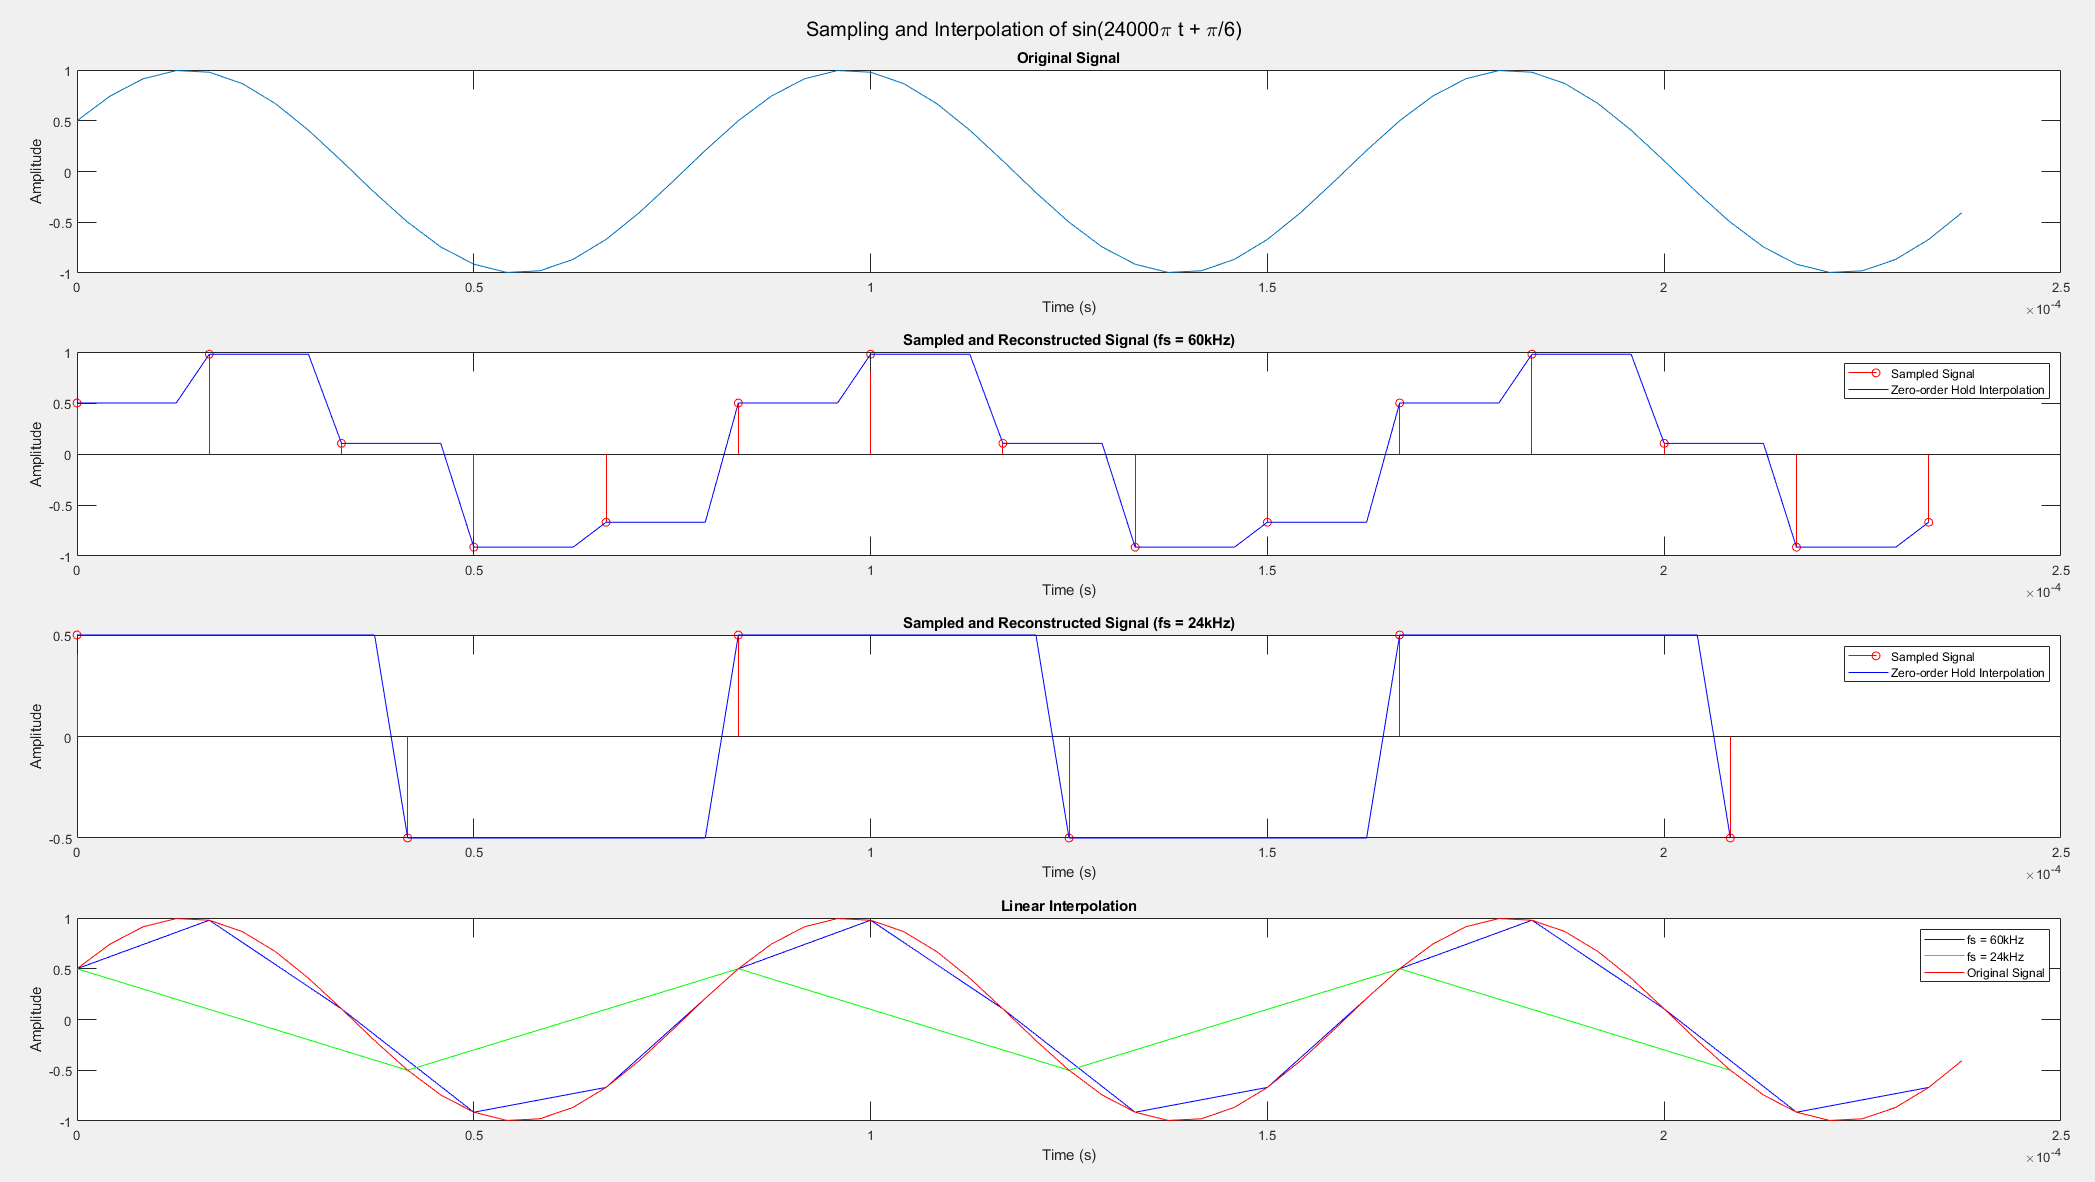 Sampling and Interpolation of sin(24000π t + π/6)
Original Signal
1
0.5
0
-0.5
-1
Amplitude
0 0.5 1 1.5 2 2.5
Time (s)
×10-4
Sampled and Reconstructed Signal (fs = 60kHz)
1
0.5
0
-0.5
-1
Amplitude
Sampled Signal
Zero-order Hold Interpolation
0 0.5 1 1.5 2 2.5
Time (s)
×10-4
Sampled and Reconstructed Signal (fs = 24kHz)
0.5
0
-0.5
Amplitude
Sampled Signal
Zero-order Hold Interpolation
0 0.5 1 1.5 2 2.5
Time (s)
×10-4
Linear Interpolation
1
0.5
0
-0.5
-1
Amplitude
fs = 60kHz
fs = 24kHz
Original Signal
0 0.5 1 1.5 2 2.5
Time (s)
×10-4